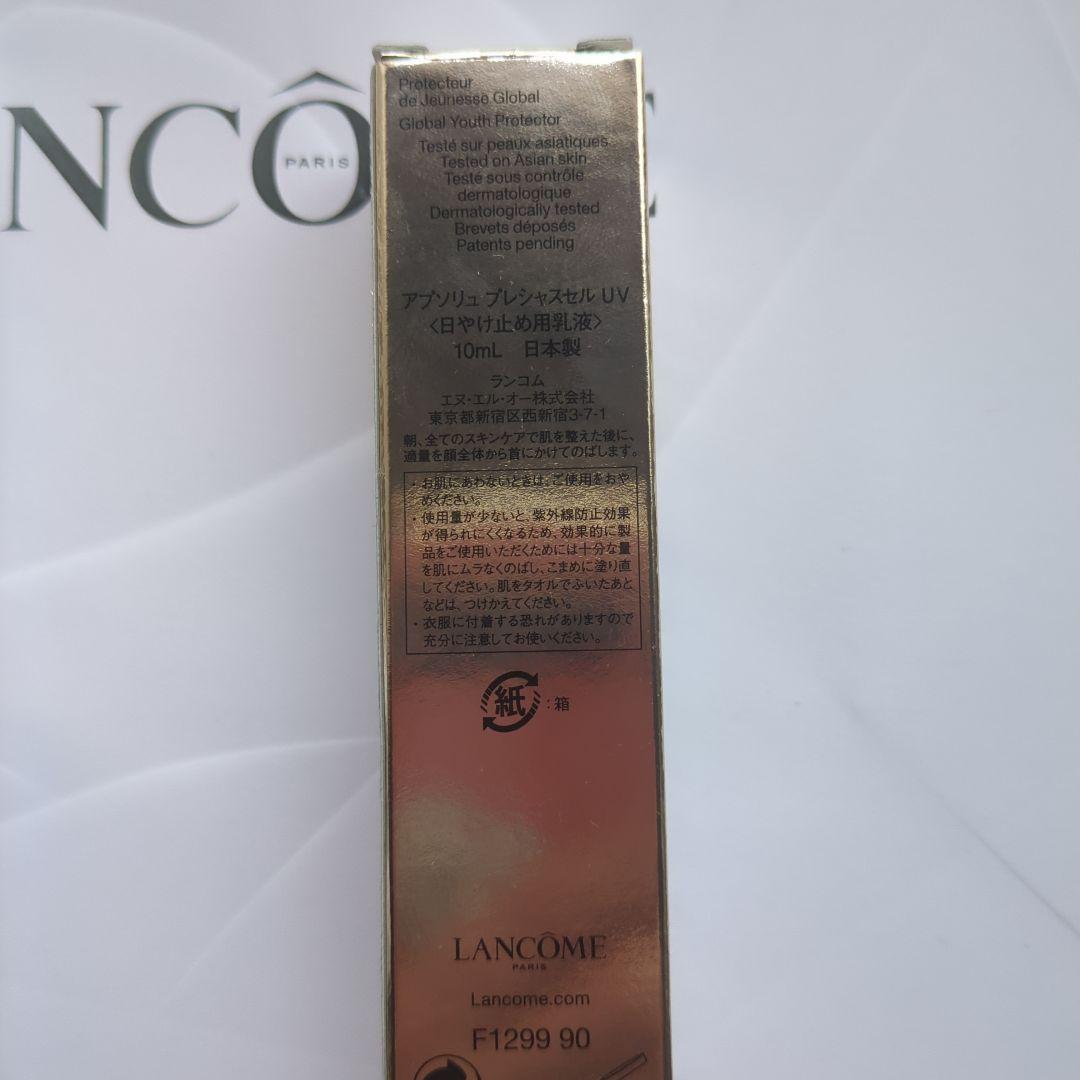 NCÔ E
PARIS
Protecteur
de Jeunesse Global
Global Youth Protector
Testé sur peaux asiatiques
Tested on Asian skin
Testé sous contrôle
dermatologique
Dermatologically tested
Brevets déposés
Patents pending
アプソリュ プレシャスセル UV
〈日やけ止め用乳液〉
10mL 日本製
ランコム
エヌ・エル・オー株式会社
東京都新宿区西新宿3-7-1
朝、全てのスキンケアで肌を整えた後に、
適量を顔全体から首にかけてのばします。
・お肌にあわないときは、ご使用をおや
めください。
・使用量が少ないと、紫外線防止効果
が得られにくくなるため、効果的に製
品をご使用いただくためには十分な量
を肌にムラなくのばし、こまめに塗り直
してください。肌をタオルでふいたあと
などは、つけかえてください。
・衣服に付着する恐れがありますので
充分に注意してお使いください。
紙:箱
LANCÔME
PARIS
Lancome.com
F1299 90